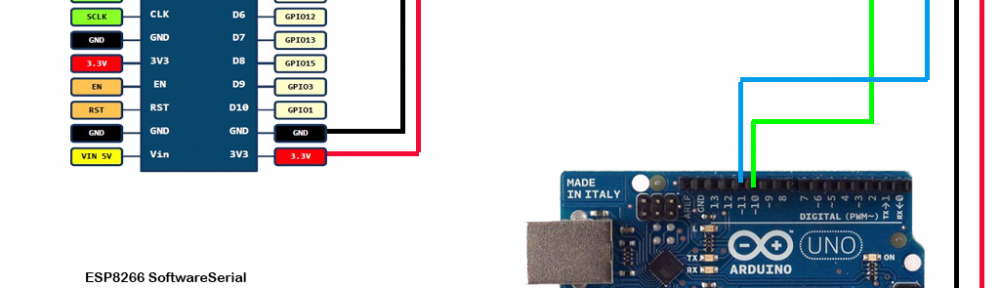 SCLK CLK D6 GPIO12
GND GND D7 GPIO13
3.3V 3V3 D8 GPIO15
EN EN D9 GPIO3
RST RST D10 GPIO1
GND GND GND GND
VIN 5V Vin 3V3 3.3V
ESP8266 SoftwareSerial
MADE
IN ITALY
AREF GND 13 12 ~11 ~10 ~9 8 7 ~6 ~5 4 ~3 2 TX→1 RX←0
DIGITAL (PWM~)
L
TX
RX
UNO
ON
ARDUINO